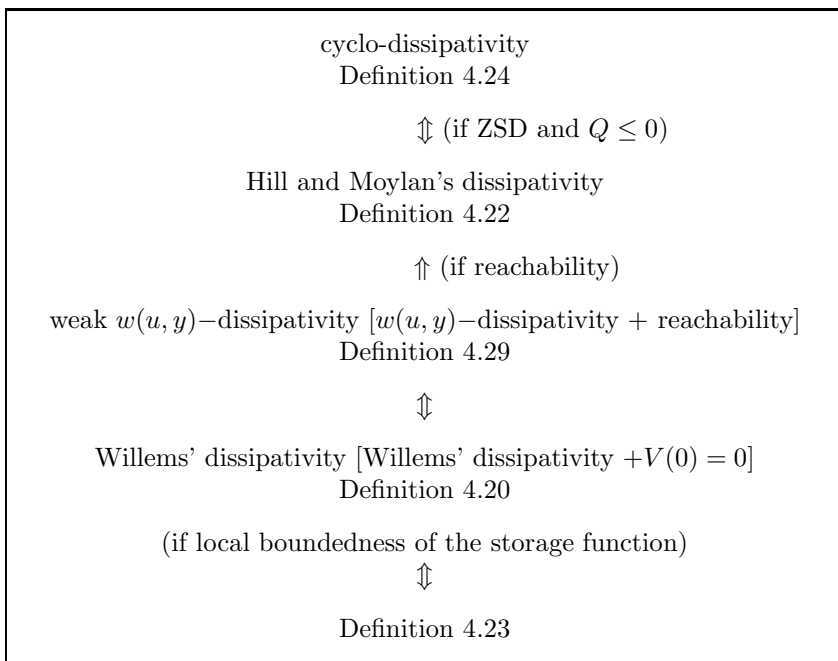 cyclo-dissipativity
Definition 4.24
⇕ (if ZSD and Q ≤ 0)
Hill and Moylan's dissipativity
Definition 4.22
⇑ (if reachability)
weak w(u, y)−dissipativity [w(u, y)−dissipativity + reachability]
Definition 4.29
⇕
Willems' dissipativity [Willems' dissipativity +V(0) = 0]
Definition 4.20
(if local boundedness of the storage function)
⇕
Definition 4.23